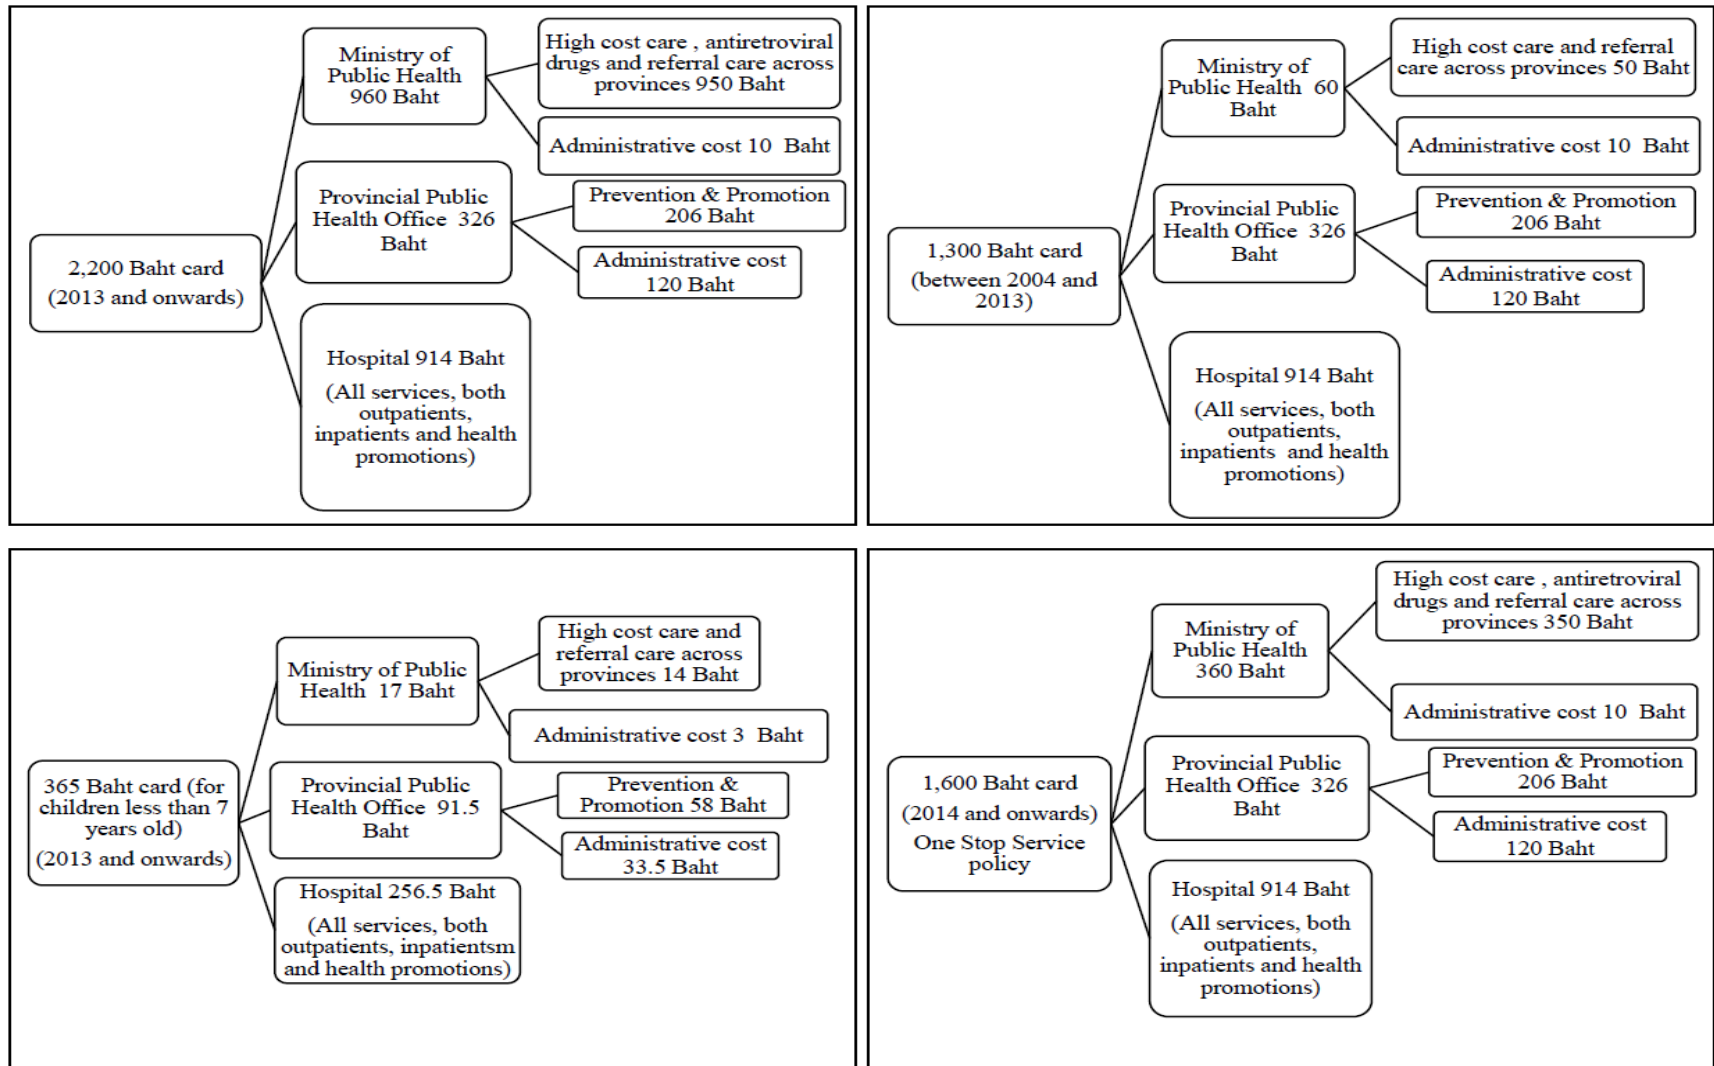 Ministry of
Public Health
960 Baht
High cost care , antiretroviral
drugs and referral care across
provinces 950 Baht
Administrative cost 10  Baht
Provincial Public
Health Office  326
Baht
Prevention & Promotion
206 Baht
Administrative cost
120 Baht
2,200 Baht card
(2013 and onwards)
Hospital 914 Baht
(All services, both
outpatients,
inpatients and health
promotions)
Ministry of
Public Health  60
Baht
High cost care and referral
care across provinces 50 Baht
Administrative cost 10  Baht
Provincial Public
Health Office  326
Baht
Prevention & Promotion
206 Baht
Administrative cost
120 Baht
1,300 Baht card
(between 2004 and
2013)
Hospital 914 Baht
(All services, both
outpatients,
inpatients  and health
promotions)
Ministry of Public
Health  17 Baht
High cost care and
referral care across
provinces 14 Baht
Administrative cost 3  Baht
365 Baht card (for
children less than 7
years old)
(2013 and onwards)
Provincial Public
Health Office  91.5
Baht
Prevention &
Promotion 58 Baht
Administrative cost
33.5 Baht
Hospital 256.5 Baht
(All services, both
outpatients, inpatientsm
and health promotions)
Ministry of
Public Health
360 Baht
High cost care , antiretroviral
drugs and referral care across
provinces 350 Baht
Administrative cost 10  Baht
1,600 Baht card
(2014 and onwards)
One Stop Service
policy
Provincial Public
Health Office  326
Baht
Prevention & Promotion
206 Baht
Administrative cost
120 Baht
Hospital 914 Baht
(All services, both
outpatients,
inpatients and health
promotions)